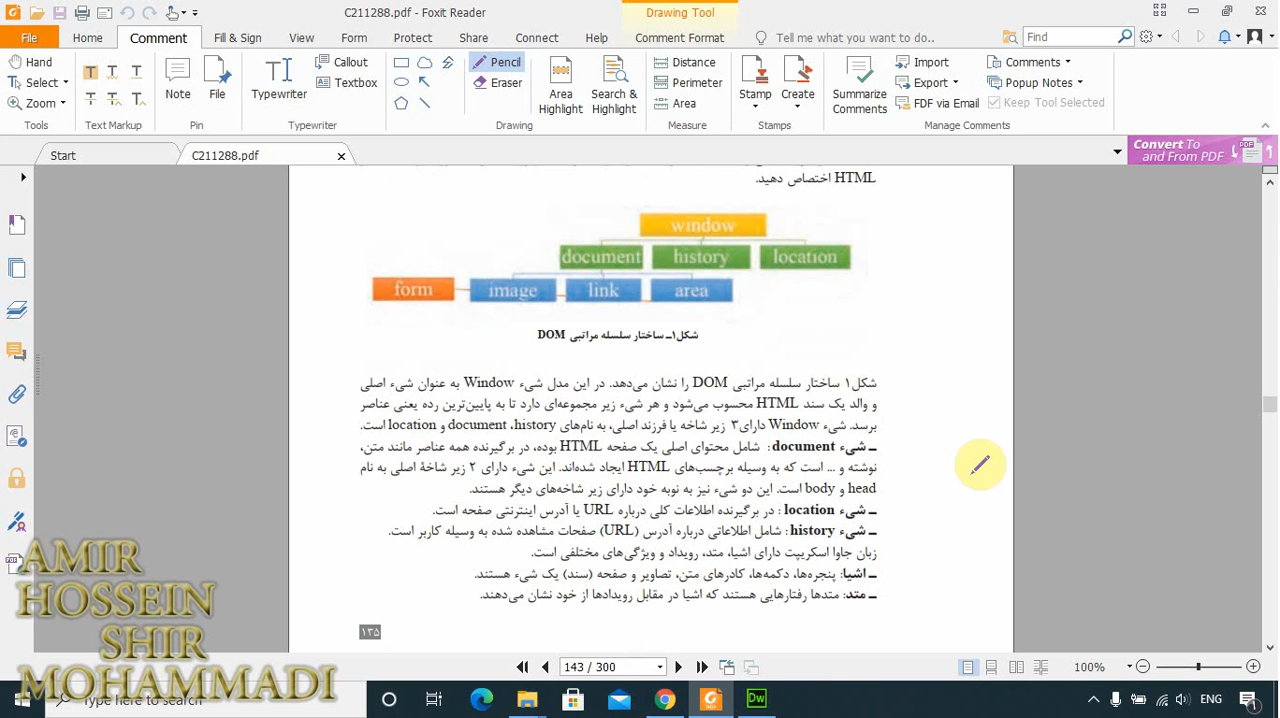 C211288.pdf - Foxit Reader
Drawing Tool
File
Home
Comment
Fill & Sign
View
Form
Protect
Share
Connect
Help
Comment Format
Tell me what you want to do..
Find
Hand
Select
Zoom
Tools
Text Markup
Note
File
Pin
Typewriter
Callout
Textbox
Typewriter
Pencil
Eraser
Drawing
Area Highlight
Search & Highlight
Distance
Perimeter
Area
Measure
Stamp
Create
Stamps
Summarize Comments
Import
Export
FDF via Email
Comments
Popup Notes
Keep Tool Selected
Manage Comments
Start
C211288.pdf
Convert To
and From PDF
HTML اختصاص دهید.
window
document history location
form image link area
شکل۱ـ ساختار سلسله مراتبی DOM
شکل۱ ساختار سلسله مراتبی DOM را نشان می‌دهد. در این مدل شیء Window به عنوان شیء اصلی
و والد یک سند HTML محسوب می‌شود و هر شیء زیر مجموعه‌ای دارد تا به پایین‌ترین رده یعنی عناصر
برسد. شیء Window دارای۳ زیر شاخه یا فرزند اصلی، به نام‌های document ،history و location است.
ـ شیء document: شامل محتوای اصلی یک صفحه HTML بوده، در برگیرنده همه عناصر مانند متن،
نوشته و ... است که به وسیله برچسب‌های HTML ایجاد شده‌اند. این شیء دارای ۲ زیر شاخهٔ اصلی به نام
head و body است. این دو شیء نیز به نوبه خود دارای زیر شاخه‌های دیگر هستند.
ـ شیء location : در برگیرنده اطلاعات کلی درباره URL یا آدرس اینترنتی صفحه است.
ـ شیء history : شامل اطلاعاتی درباره آدرس (URL) صفحات مشاهده شده به وسیله کاربر است.
زبان جاوا اسکریپت دارای اشیا، متد، رویداد و ویژگی‌های مختلفی است.
ـ اشیا: پنجره‌ها، دکمه‌ها، کادرهای متن، تصاویر و صفحه (سند) یک شیء هستند.
ـ متد: متدها رفتارهایی هستند که اشیا در مقابل رویدادها از خود نشان می‌دهند.
۱۳۵
AMIR
HOSSEIN
SHIR
MOHAMMADI
143 / 300
100%
Type here to search
Dw
ENG